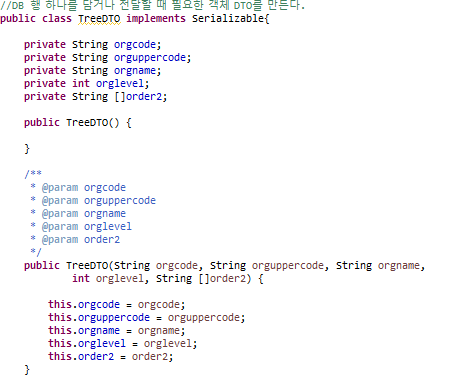 //DB 행 하나를 담거나 전달할 때 필요한 객체 DTO를 만든다.
public class TreeDTO implements Serializable{
private String orgcode;
private String orguppercode;
private String orgname;
private int orglevel;
private String []order2;
public TreeDTO() {
}
/**
* @param orgcode
* @param orguppercode
* @param orgname
* @param orglevel
* @param order2
*/
public TreeDTO(String orgcode, String orguppercode, String orgname,
int orglevel, String []order2) {
this.orgcode = orgcode;
this.orguppercode = orguppercode;
this.orgname = orgname;
this.orglevel = orglevel;
this.order2 = order2;
}